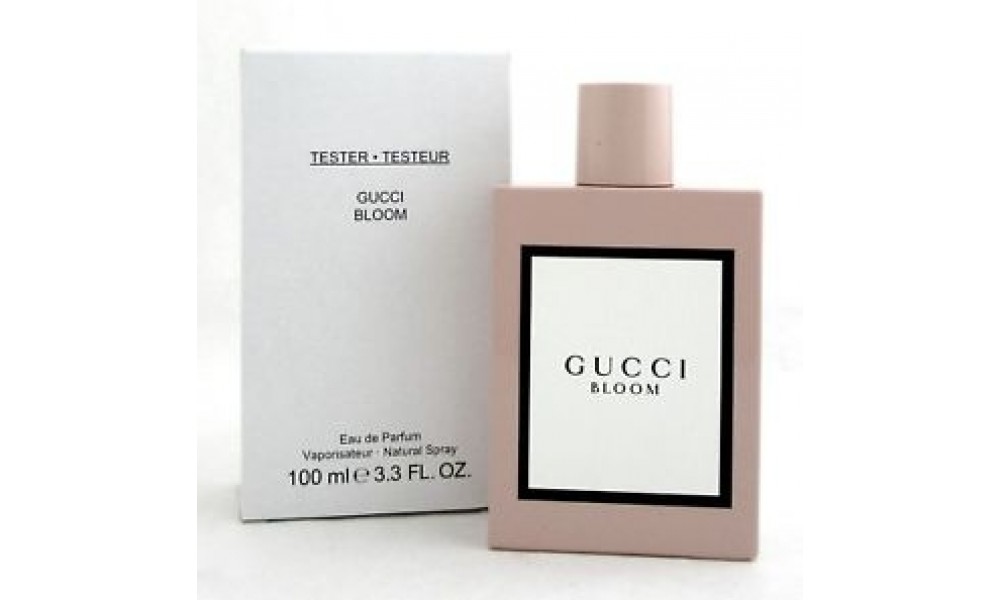 TESTER • TESTEUR
GUCCI
BLOOM
Eau de Parfum
Vaporisateur · Natural Spray
100 ml ℮ 3.3 FL. OZ.
GUCCI
BLOOM